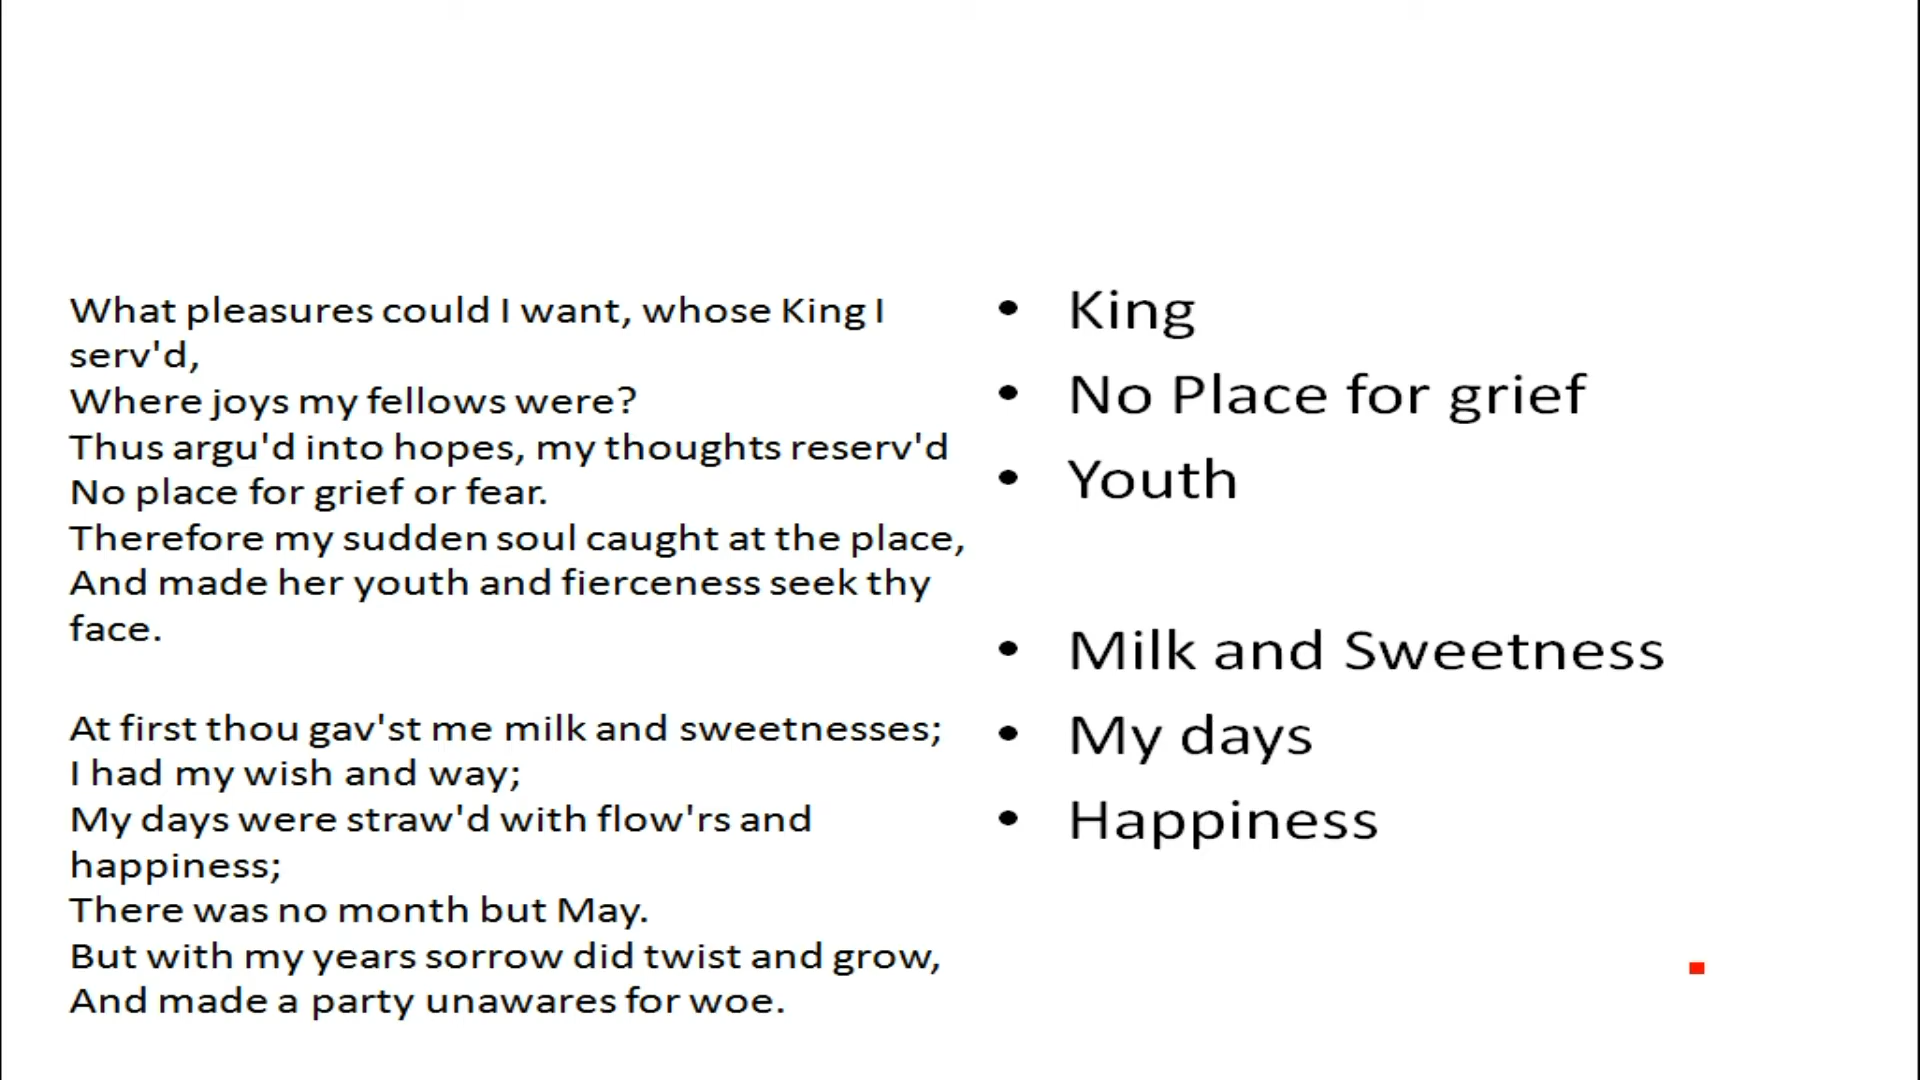 What pleasures could I want, whose King I
serv'd,
Where joys my fellows were?
Thus argu'd into hopes, my thoughts reserv'd
No place for grief or fear.
Therefore my sudden soul caught at the place,
And made her youth and fierceness seek thy
face.
At first thou gav'st me milk and sweetnesses;
I had my wish and way;
My days were straw'd with flow'rs and
happiness;
There was no month but May.
But with my years sorrow did twist and grow,
And made a party unawares for woe.
• King
• No Place for grief
• Youth
• Milk and Sweetness
• My days
• Happiness